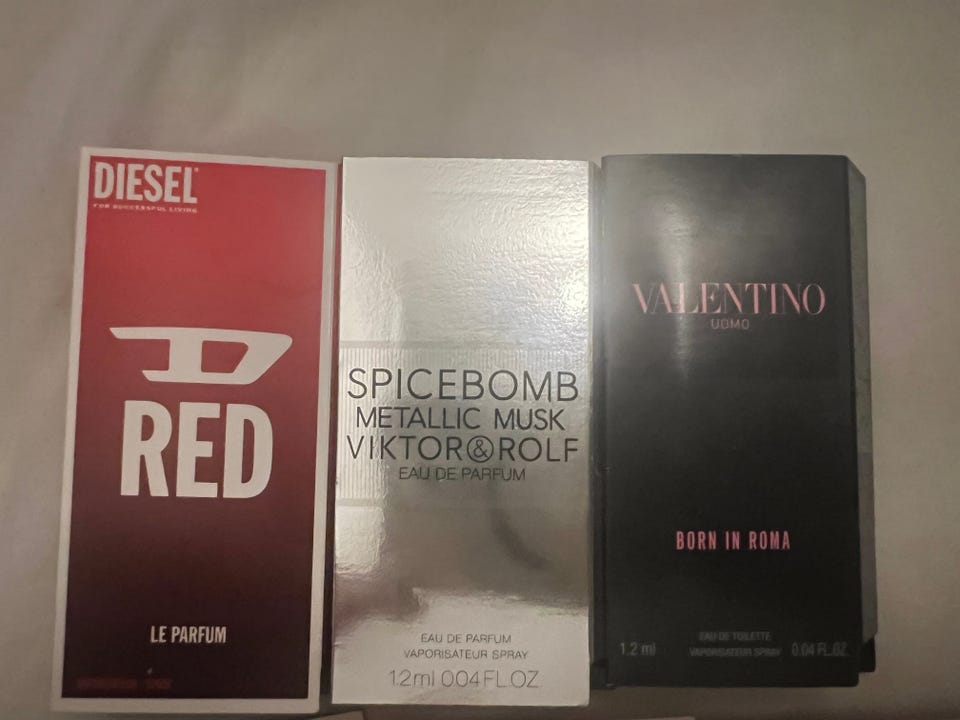 DIESEL
FOR SUCCESSFUL LIVING
D
RED
LE PARFUM
SPICEBOMB
METALLIC MUSK
VIKTOR&ROLF
EAU DE PARFUM
EAU DE PARFUM
VAPORISATEUR SPRAY
1.2ml 0.04FL.OZ
VALENTINO
UOMO
BORN IN ROMA
EAU DE TOILETTE
1.2 ml VAPORISATEUR SPRAY 0.04 FL.OZ